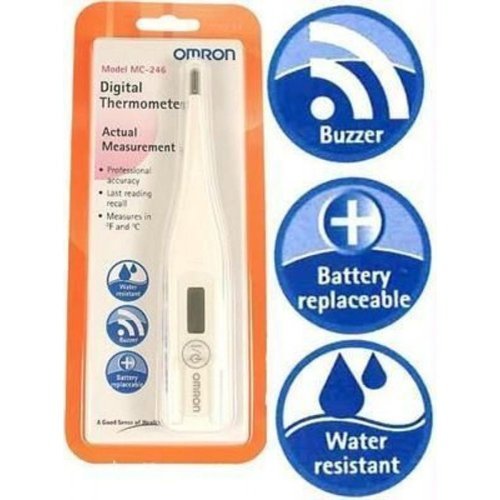 OMRON
Model MC-246
Digital
Thermometer
Actual
Measurement
• Professional
accuracy
• Last reading
recall
• Measures in
°F and °C
Water
resistant
Buzzer
Battery
replaceable
A Good Sense of Health
I/O
OMRON
Buzzer
Battery
replaceable
Water
resistant